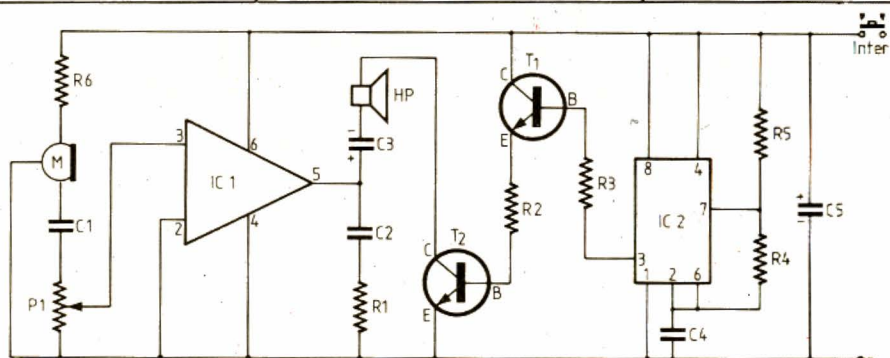 Inter
R6
M
C1
P1
3
2
IC 1
6
4
5
HP
-
C3
+
C2
R1
T1
C
B
E
R2
R3
T2
C
B
E
8
4
IC 2
7
3
1
2
6
C4
R5
R4
+
-
C5